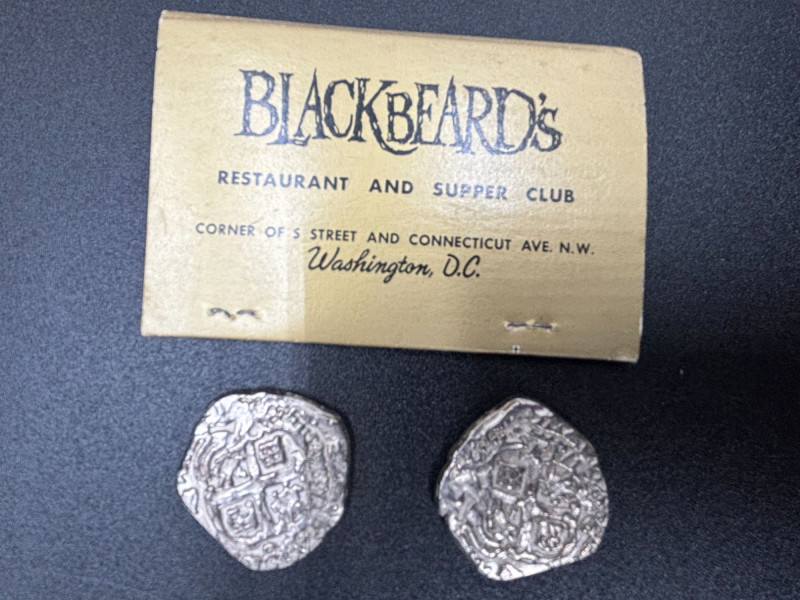 BLACKBEARD'S
RESTAURANT AND SUPPER CLUB
CORNER OF S STREET AND CONNECTICUT AVE. N.W.
Washington, D.C.